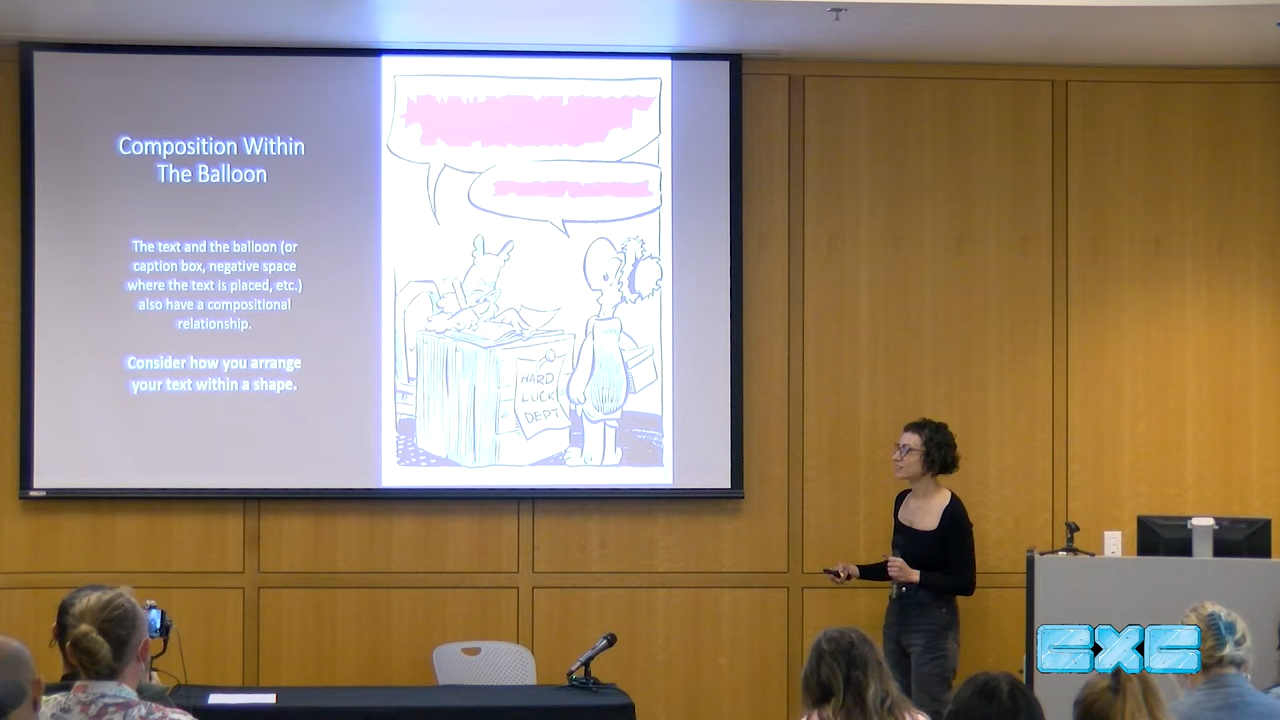 Composition Within
The Balloon
The text and the balloon (or
caption box, negative space
where the text is placed, etc.)
also have a compositional
relationship.
Consider how you arrange
your text within a shape.
HARD
LUCK
DEPT
CXC